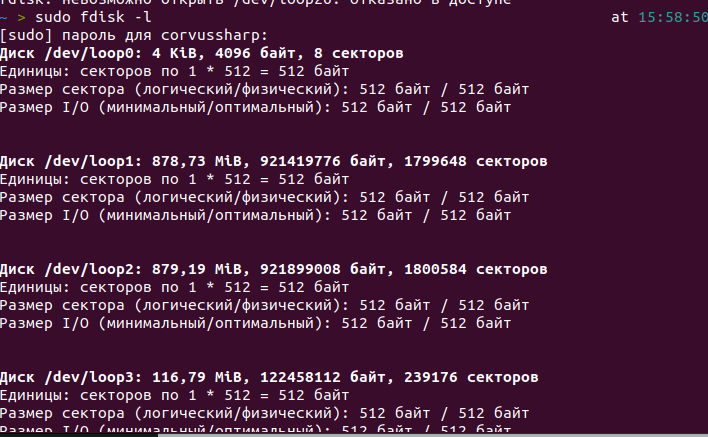 fdisk: невозможно открыть /dev/loop26: отказано в доступе
~ > sudo fdisk -l at 15:58:50
[sudo] пароль для corvussharp:
Диск /dev/loop0: 4 KiB, 4096 байт, 8 секторов
Единицы: секторов по 1 * 512 = 512 байт
Размер сектора (логический/физический): 512 байт / 512 байт
Размер I/O (минимальный/оптимальный): 512 байт / 512 байт
Диск /dev/loop1: 878,73 MiB, 921419776 байт, 1799648 секторов
Единицы: секторов по 1 * 512 = 512 байт
Размер сектора (логический/физический): 512 байт / 512 байт
Размер I/O (минимальный/оптимальный): 512 байт / 512 байт
Диск /dev/loop2: 879,19 MiB, 921899008 байт, 1800584 секторов
Единицы: секторов по 1 * 512 = 512 байт
Размер сектора (логический/физический): 512 байт / 512 байт
Размер I/O (минимальный/оптимальный): 512 байт / 512 байт
Диск /dev/loop3: 116,79 MiB, 122458112 байт, 239176 секторов
Единицы: секторов по 1 * 512 = 512 байт
Размер сектора (логический/физический): 512 байт / 512 байт
Размер I/O (минимальный/оптимальный): 512 байт / 512 байт